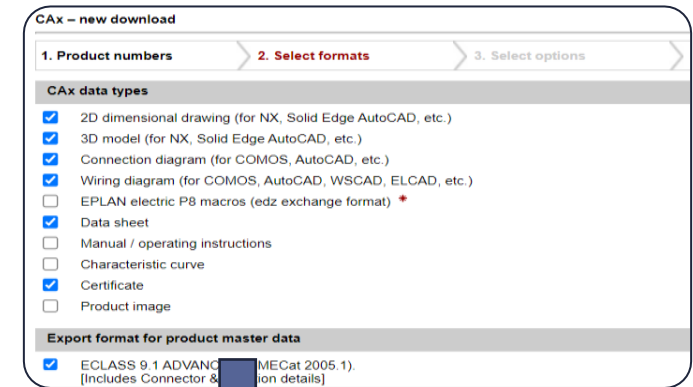 CAx – new download
1. Product numbers
2. Select formats
3. Select options
CAx data types
2D dimensional drawing (for NX, Solid Edge AutoCAD, etc.)
3D model (for NX, Solid Edge AutoCAD, etc.)
Connection diagram (for COMOS, AutoCAD, etc.)
Wiring diagram (for COMOS, AutoCAD, WSCAD, ELCAD, etc.)
EPLAN electric P8 macros (edz exchange format) *
Data sheet
Manual / operating instructions
Characteristic curve
Certificate
Product image
Export format for product master data
ECLASS 9.1 2005.1).
[Includes Connector & details]